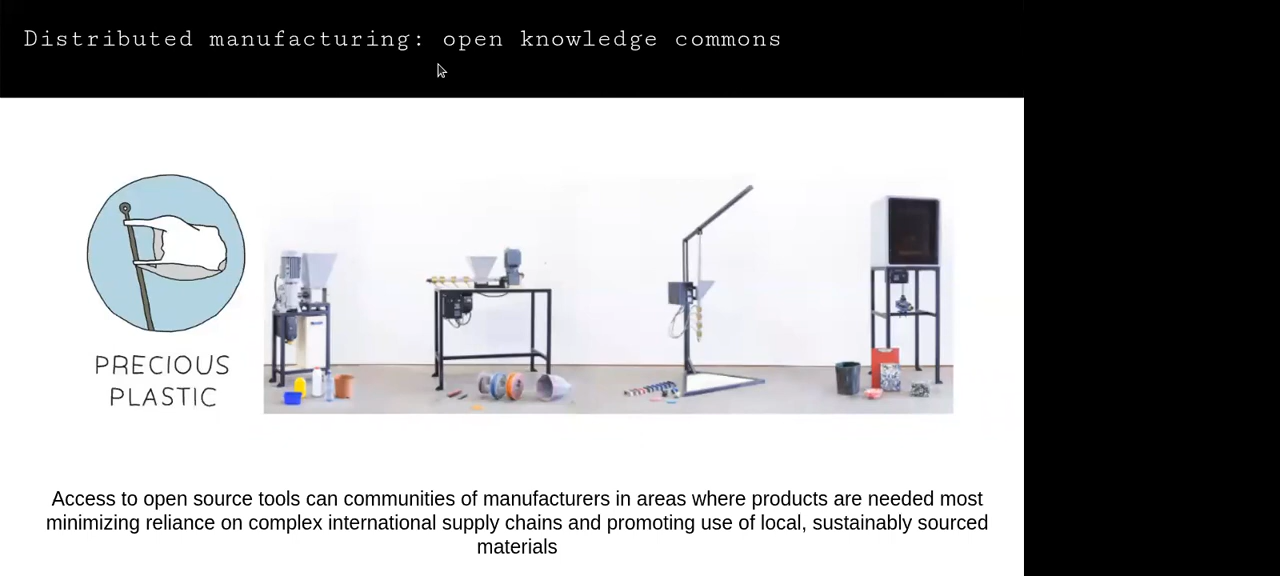 Distributed manufacturing: open knowledge commons
PRECIOUS
PLASTIC
Access to open source tools can communities of manufacturers in areas where products are needed most
minimizing reliance on complex international supply chains and promoting use of local, sustainably sourced
materials